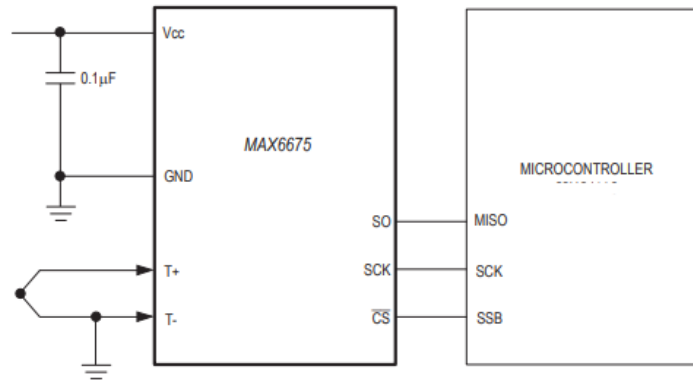 Vcc
0.1µF
MAX6675
GND
MICROCONTROLLER
SO
MISO
T+
SCK
SCK
T-
CS
SSB